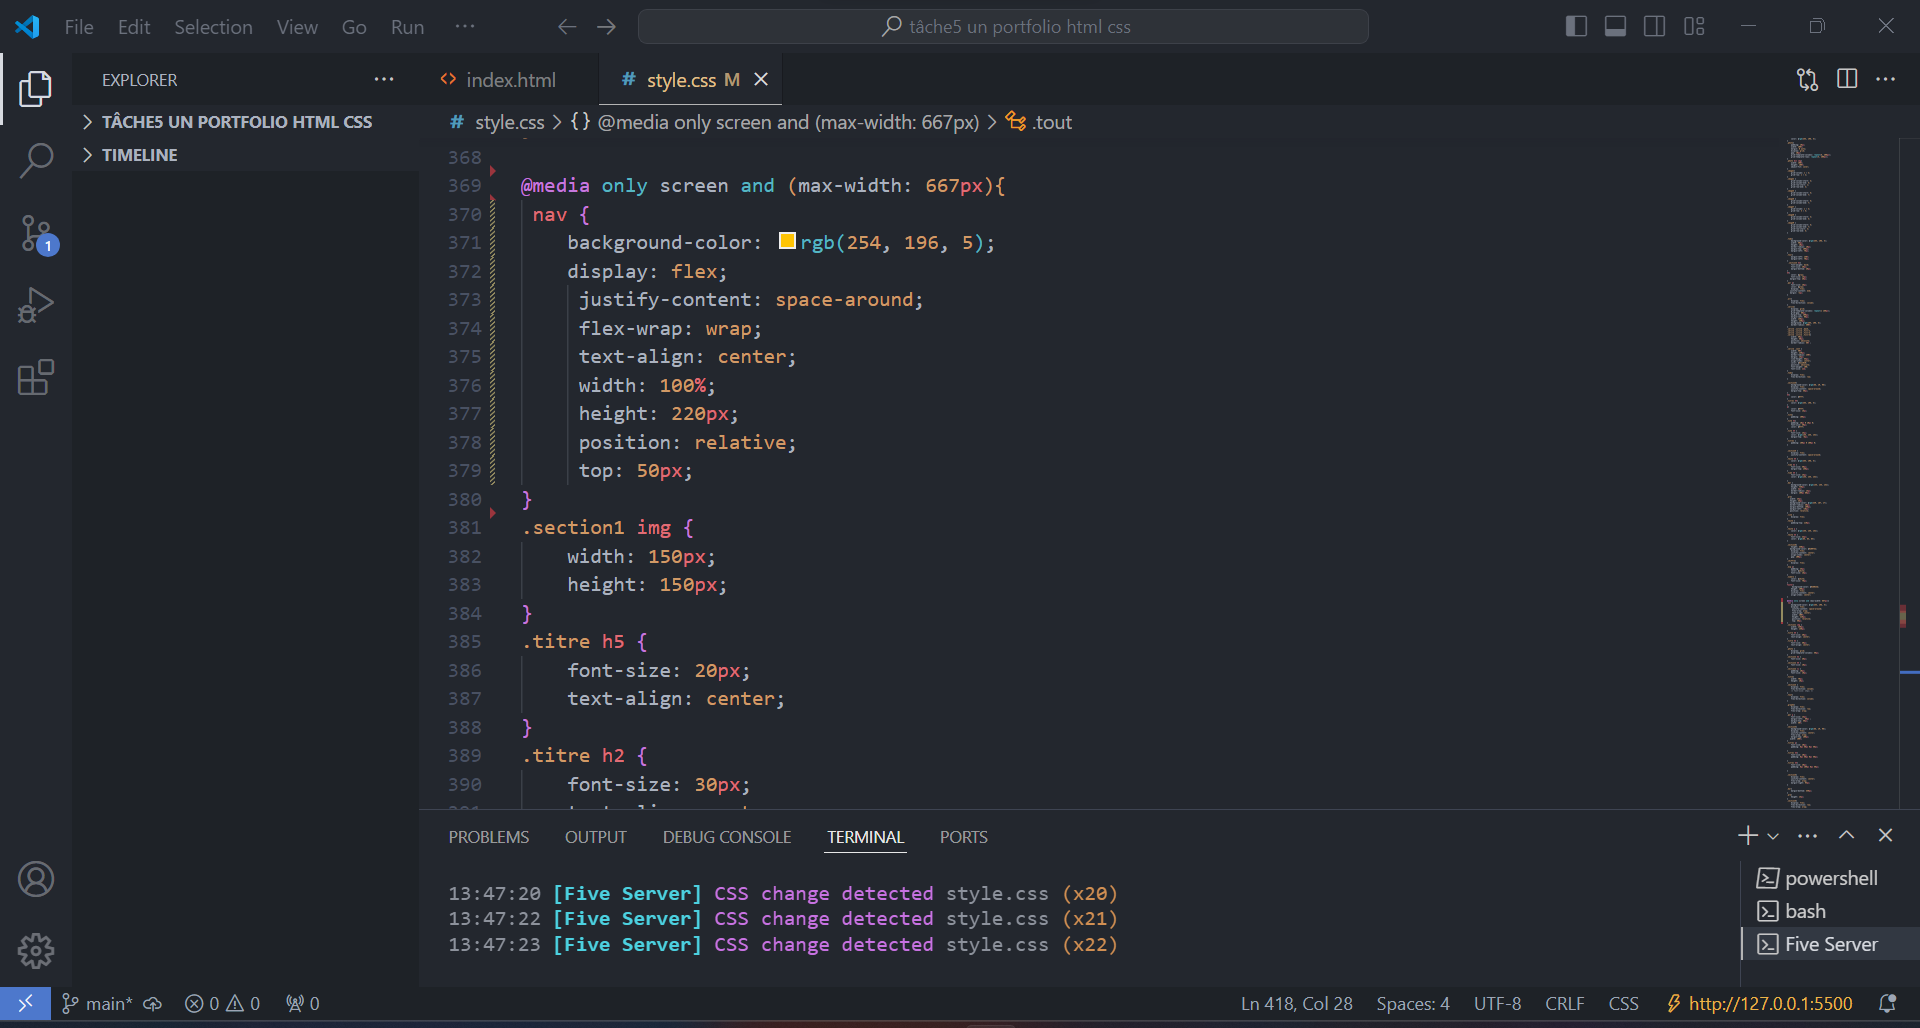 File Edit Selection View Go Run ···
tâche5 un portfolio html css
EXPLORER ···
TÂCHE5 UN PORTFOLIO HTML CSS
TIMELINE
1
<> index.html
# style.css M
# style.css > {} @media only screen and (max-width: 667px) > .tout
368
369 @media only screen and (max-width: 667px){
370 nav {
371 background-color: rgb(254, 196, 5);
372 display: flex;
373 justify-content: space-around;
374 flex-wrap: wrap;
375 text-align: center;
376 width: 100%;
377 height: 220px;
378 position: relative;
379 top: 50px;
380 }
381 .section1 img {
382 width: 150px;
383 height: 150px;
384 }
385 .titre h5 {
386 font-size: 20px;
387 text-align: center;
388 }
389 .titre h2 {
390 font-size: 30px;
PROBLEMS OUTPUT DEBUG CONSOLE TERMINAL PORTS
13:47:20 [Five Server] CSS change detected style.css (x20)
13:47:22 [Five Server] CSS change detected style.css (x21)
13:47:23 [Five Server] CSS change detected style.css (x22)
powershell
bash
Five Server
main* 0 0 0
Ln 418, Col 28 Spaces: 4 UTF-8 CRLF CSS http://127.0.0.1:5500